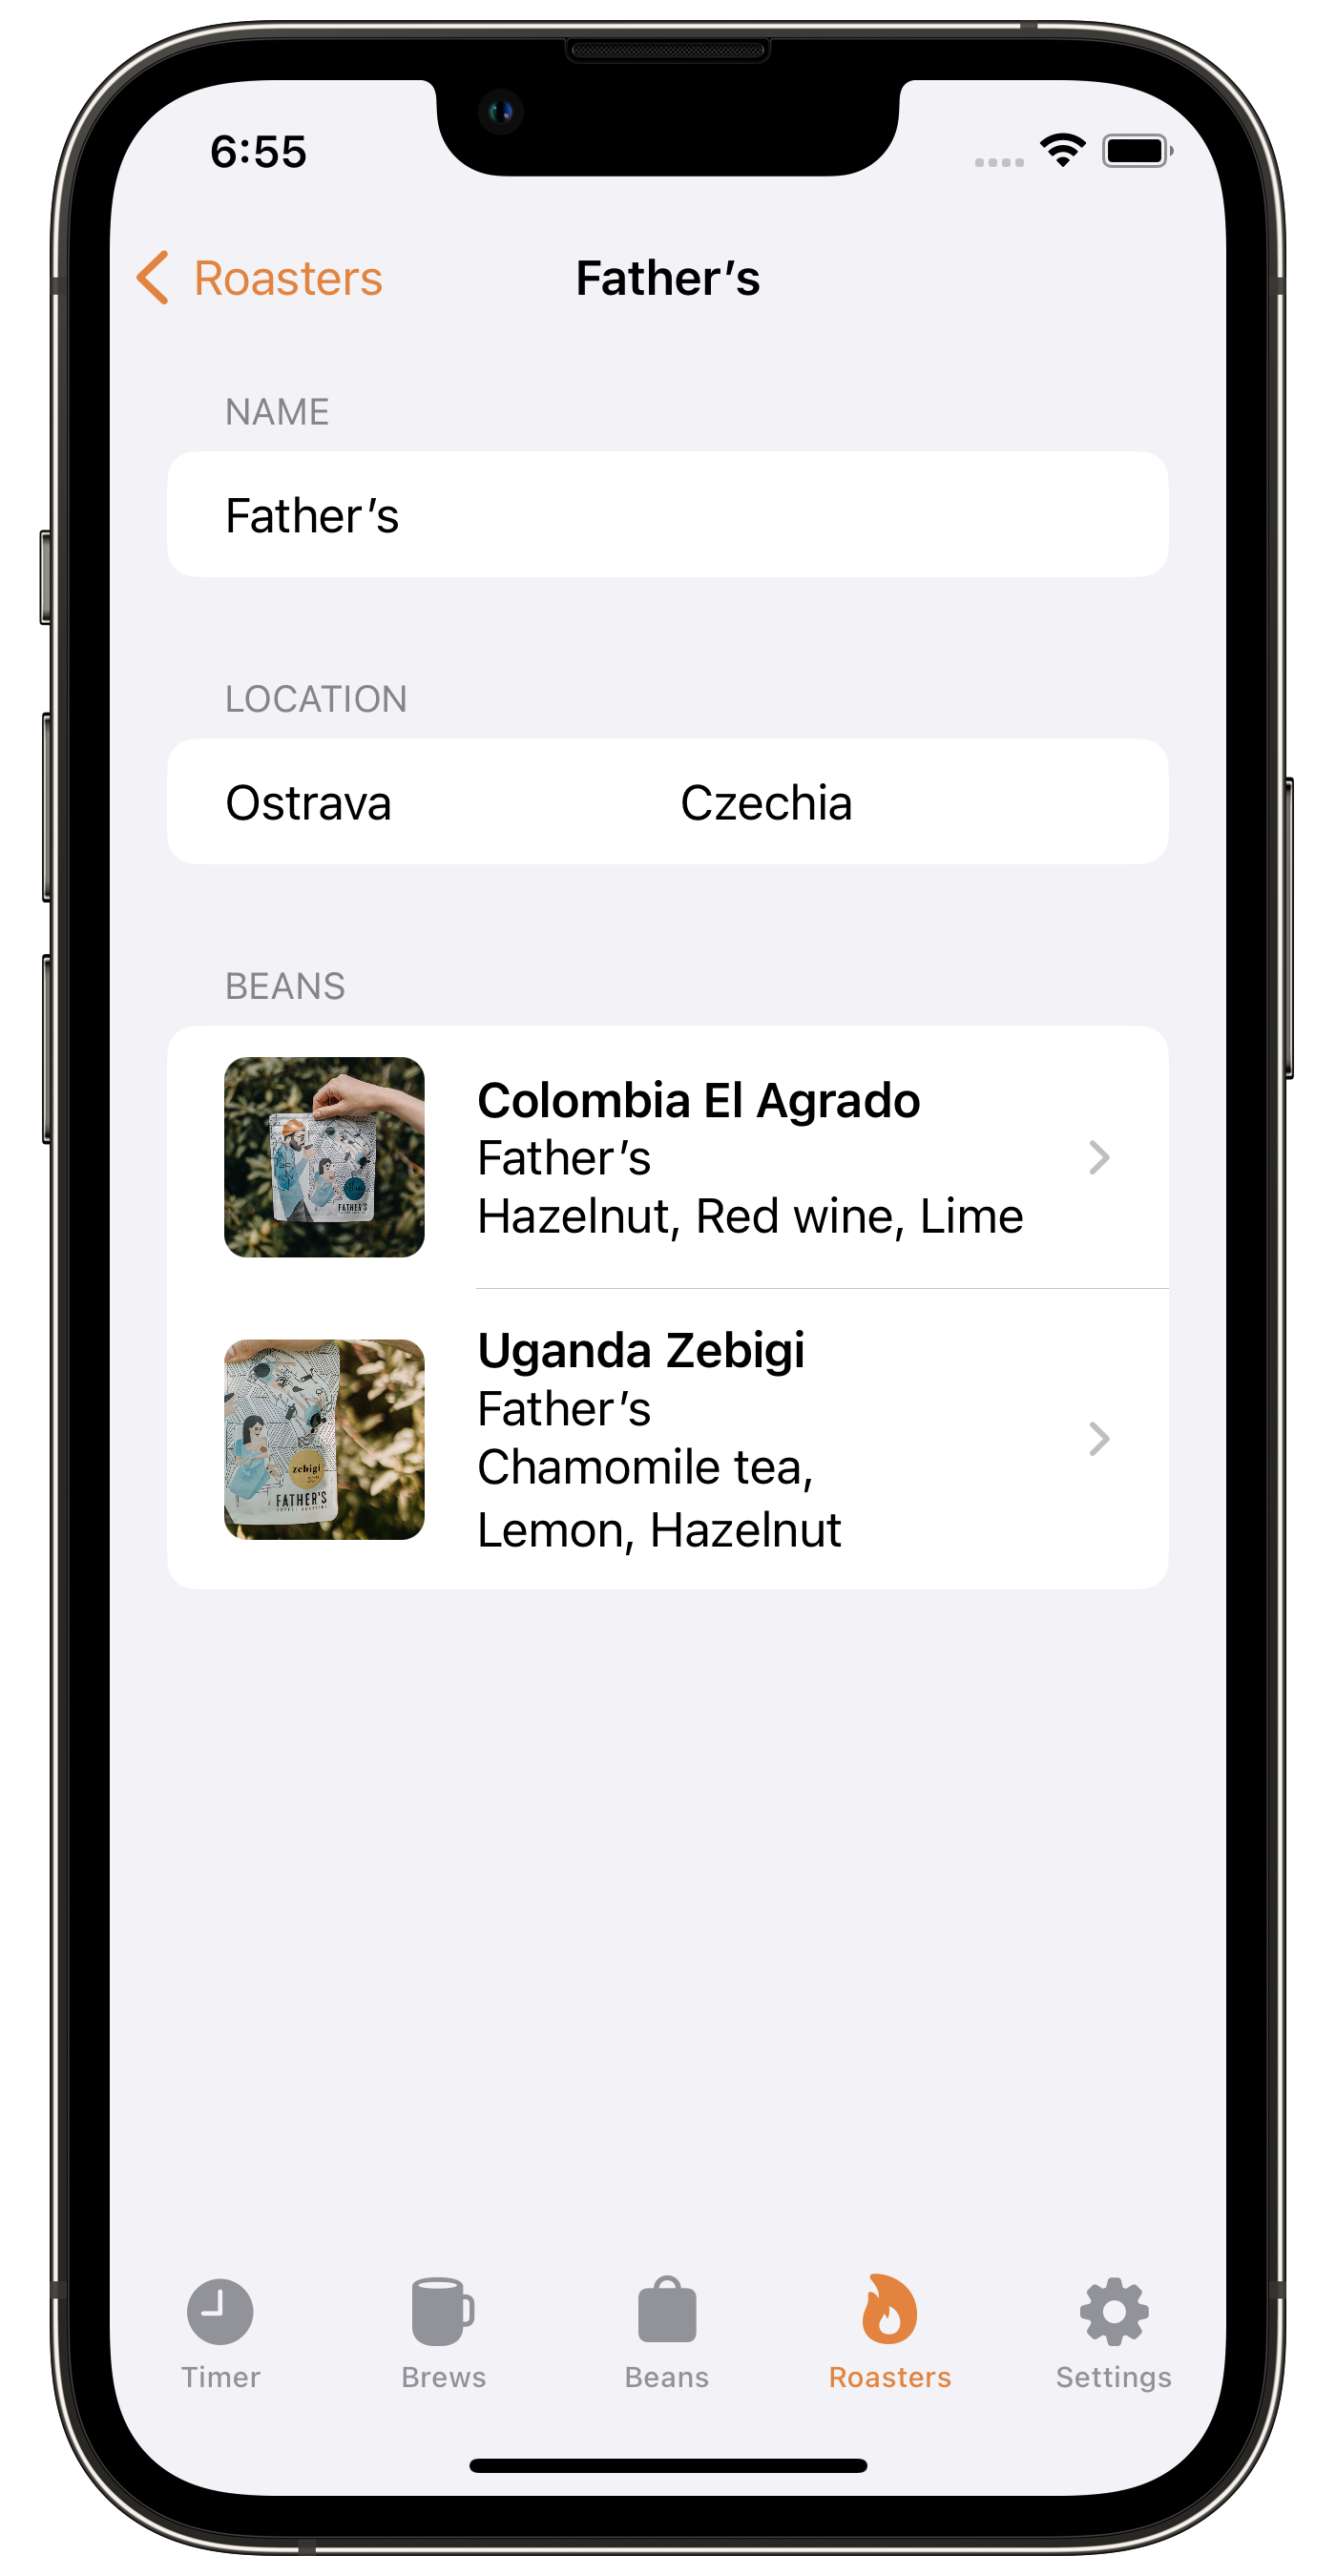 6:55
Roasters
Father’s
NAME
Father’s
LOCATION
Ostrava Czechia
BEANS
FATHER'S
Colombia El Agrado
Father’s
Hazelnut, Red wine, Lime
zebigi
FATHER'S
Uganda Zebigi
Father’s
Chamomile tea,
Lemon, Hazelnut
Timer Brews Beans Roasters Settings